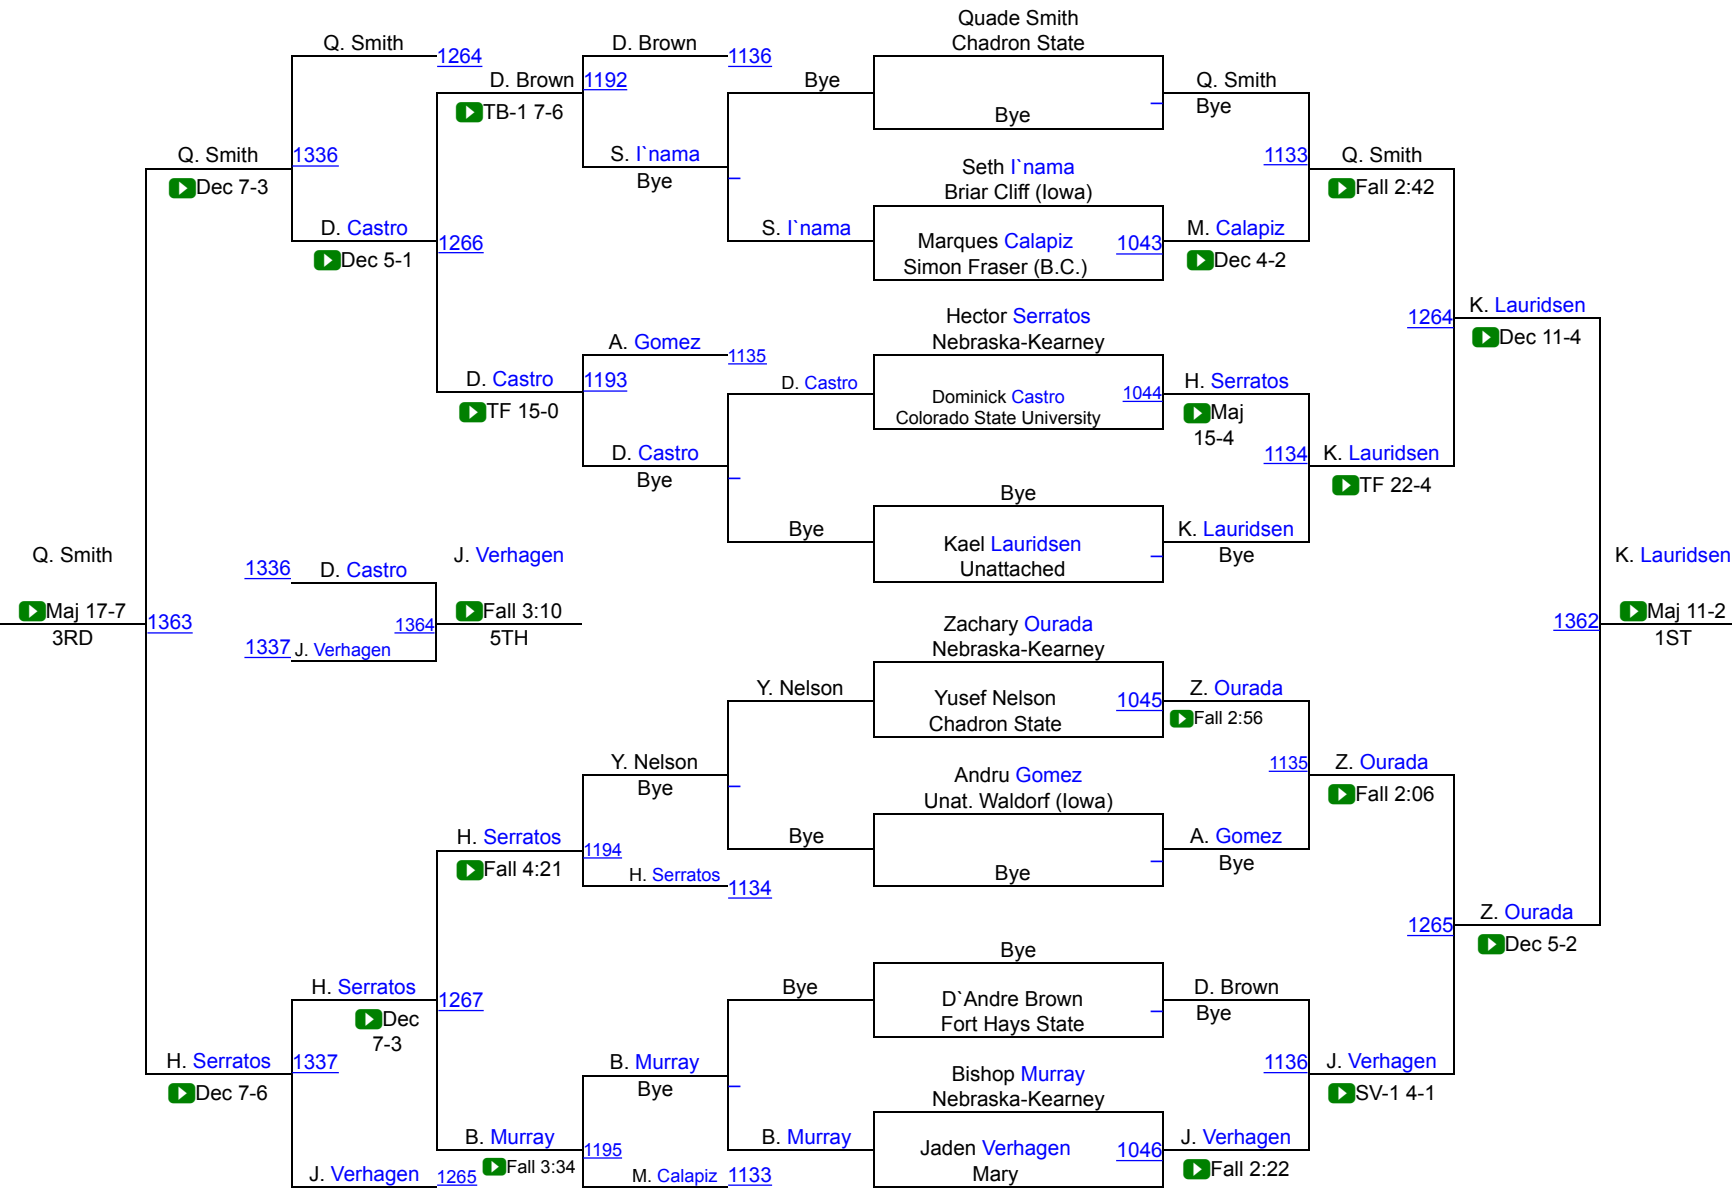 Quade Smith
Chadron State
Q. Smith
D. Brown
1264
1136
D. Brown
1192
Bye
Q. Smith
TB-1 7-6
Bye
Bye
Q. Smith
1336
S. I`nama
1133
Q. Smith
Dec 7-3
Bye
Seth I`nama
Briar Cliff (Iowa)
Fall 2:42
D. Castro
1266
S. I`nama
Marques Calapiz
Simon Fraser (B.C.)
1043
M. Calapiz
Dec 5-1
Dec 4-2
K. Lauridsen
1264
Dec 11-4
Hector Serratos
Nebraska-Kearney
A. Gomez
1135
D. Castro
1193
D. Castro
Dominick Castro
Colorado State University
1044
H. Serratos
TF 15-0
Maj
15-4
D. Castro
1134
K. Lauridsen
Bye
TF 22-4
Bye
Bye
Kael Lauridsen
Unattached
K. Lauridsen
Bye
Q. Smith
1336
D. Castro
J. Verhagen
K. Lauridsen
Maj 17-7
3RD
1363
1364
Fall 3:10
5TH
1337
J. Verhagen
1362
Maj 11-2
1ST
Zachary Ourada
Nebraska-Kearney
Y. Nelson
Yusef Nelson
Chadron State
1045
Z. Ourada
Fall 2:56
Y. Nelson
Bye
1135
Z. Ourada
Fall 2:06
Andru Gomez
Unat. Waldorf (Iowa)
H. Serratos
1194
Bye
A. Gomez
Bye
Fall 4:21
H. Serratos
1134
Bye
1265
Z. Ourada
Dec 5-2
Bye
H. Serratos
1267
Bye
D`Andre Brown
Fort Hays State
D. Brown
Bye
Dec
7-3
H. Serratos
1337
B. Murray
Bye
1136
J. Verhagen
Dec 7-6
SV-1 4-1
Bishop Murray
Nebraska-Kearney
B. Murray
1195
B. Murray
Jaden Verhagen
Mary
1046
J. Verhagen
Fall 3:34
Fall 2:22
J. Verhagen
1265
M. Calapiz
1133